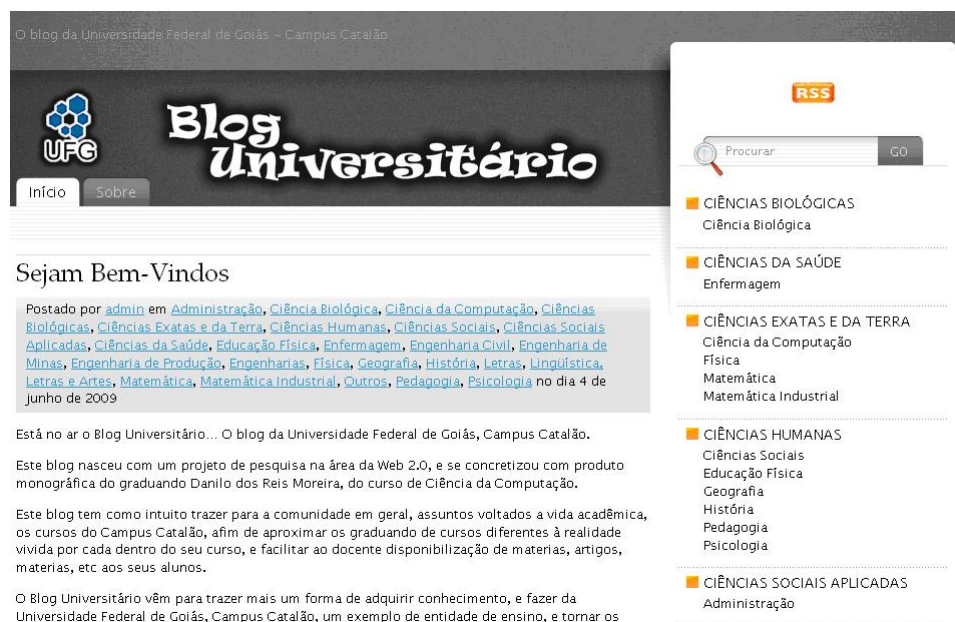 O blog da Universidade Federal de Goiás – Campus Catalão
UFG
Blog
Universitário
Início
Sobre
Sejam Bem-Vindos
Postado por admin em Administração, Ciência Biológica, Ciência da Computação, Ciências
Biológicas, Ciências Exatas e da Terra, Ciências Humanas, Ciências Sociais, Ciências Sociais
Aplicadas, Ciências da Saúde, Educação Física, Enfermagem, Engenharia Civil, Engenharia de
Minas, Engenharia de Produção, Engenharias, Física, Geografia, História, Letras, Lingüística,
Letras e Artes, Matemática, Matemática Industrial, Outros, Pedagogia, Psicologia no dia 4 de
junho de 2009
Está no ar o Blog Universitário... O blog da Universidade Federal de Goiás, Campus Catalão.
Este blog nasceu com um projeto de pesquisa na área da Web 2.0, e se concretizou com produto
monográfica do graduando Danilo dos Reis Moreira, do curso de Ciência da Computação.
Este blog tem como intuito trazer para a comunidade em geral, assuntos voltados a vida acadêmica,
os cursos do Campus Catalão, afim de aproximar os graduando de cursos diferentes à realidade
vivida por cada dentro do seu curso, e facilitar ao docente disponibilização de materias, artigos,
materias, etc aos seus alunos.
O Blog Universitário vêm para trazer mais um forma de adquirir conhecimento, e fazer da
Universidade Federal de Goiás, Campus Catalão, um exemplo de entidade de ensino, e tornar os
RSS
Procurar
GO
CIÊNCIAS BIOLÓGICAS
Ciência Biológica
CIÊNCIAS DA SAÚDE
Enfermagem
CIÊNCIAS EXATAS E DA TERRA
Ciência da Computação
Física
Matemática
Matemática Industrial
CIÊNCIAS HUMANAS
Ciências Sociais
Educação Física
Geografia
História
Pedagogia
Psicologia
CIÊNCIAS SOCIAIS APLICADAS
Administração